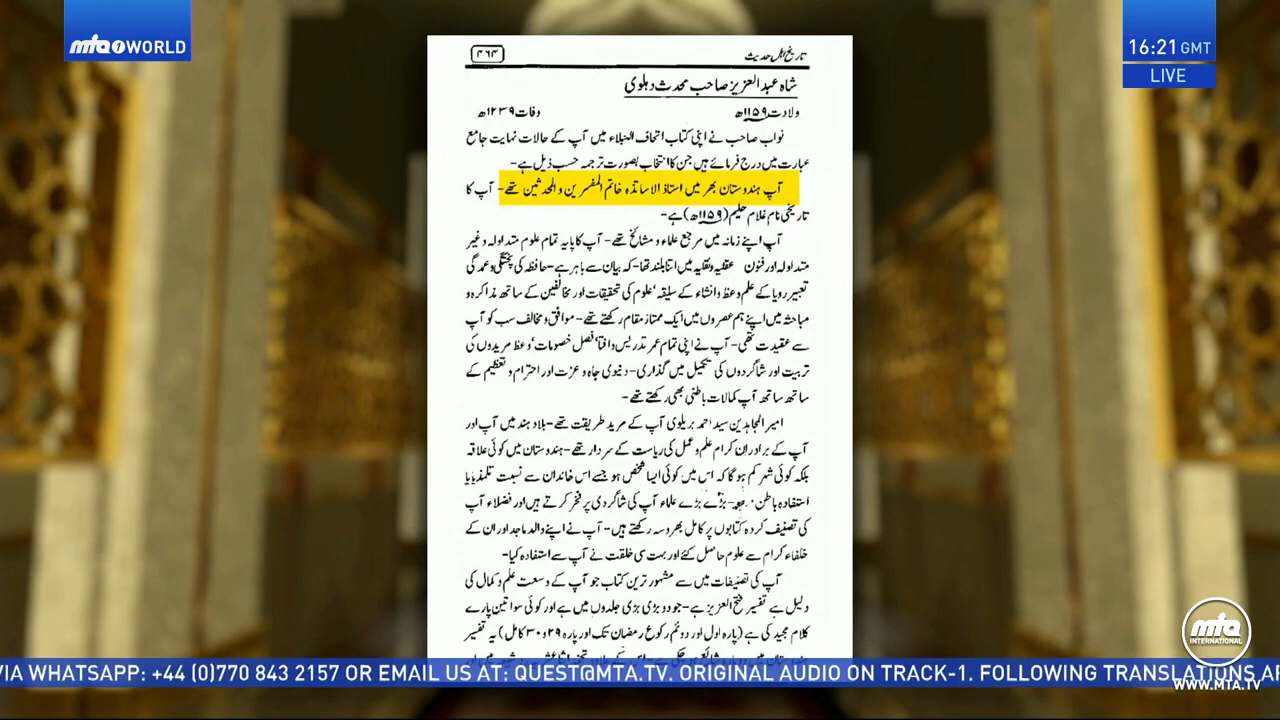 mta 1 WORLD
16:21 GMT
LIVE
۴۶۴
تاریخ اہل حدیث
شاہ عبدالعزیز صاحب محدث دہلوی
ولادت ۱۱۵۹ھ
وفات ۱۲۳۹ھ
نواب صاحب نے اپنی کتاب اتحاف النبلاء میں آپ کے حالات نہایت جامع
عبارت میں درج فرمائے ہیں جن کا انتخاب بصورت ترجمہ حسب ذیل ہے-
آپ ہندوستان بھر میں استاذ الاساتذہ خاتم المفسرین والمحدثین تھے- آپ کا
تاریخی نام غلام حلیم (۱۱۵۹ھ) ہے-
آپ اپنے زمانہ میں مرجع علماء و مشائخ تھے- آپ کا پایہ تمام علوم متداولہ و غیر
متداولہ اور فنون عقلیہ و نقلیہ میں اتنا بلند تھا- کہ بیان سے باہر ہے- حافظہ کی پختگی و عمدگی
تعبیر رویا کے علم و وعظ و انشاء کے سلیقہ' علوم کی تحقیقات اور مخالفین کے ساتھ مذاکرہ و
مباحثہ میں اپنے ہم عصروں میں ایک ممتاز مقام رکھتے تھے- موافق و مخالف سب کو آپ
سے عقیدت تھی- آپ نے اپنی تمام عمر تدریس و افتا' فصل خصومات' وعظ مریدوں کی
تربیت اور شاگردوں کی تکمیل میں گذاری- دنیوی جاہ و عزت اور احترام و تعظیم کے
ساتھ ساتھ آپ کمالات باطنی بھی رکھتے تھے-
امیر المجاہدین سید احمد بریلوی آپ کے مرید طریقت تھے- بلاد ہند میں آپ اور
آپ کے برادران کرام علم و عمل کی ریاست کے سردار تھے- ہندوستان میں کوئی علاقہ
بلکہ کوئی شہر کم ہو گا کہ اس میں کوئی ایسا شخص ہو جسے اس خاندان سے نسبت تلمذ یا
استفادہ باطن نہ ہو- بڑے بڑے علماء آپ کی شاگردی پر فخر کرتے ہیں اور فضلاء آپ
کی تصنیف کردہ کتابوں پر کامل بھروسہ رکھتے ہیں- آپ نے اپنے والد ماجد اور ان کے
خلفاء کرام سے علوم حاصل کئے اور بہت سی خلقت نے آپ سے استفادہ کیا-
آپ کی تصنیفات میں سے مشہور ترین کتاب جو آپ کے وسعت علم و کمال کی
دلیل ہے تفسیر فتح العزیز ہے- جو دو بڑی بڑی جلدوں میں ہے اور کوئی سوا تین پارے
کلام مجید کی ہے (پارہ اول اور دوئم رکوع رمضان تک اور پارہ ۲۹ و ۳۰ کامل) یہ تفسیر
mta INTERNATIONAL
VIA WHATSAPP: +44 (0)770 843 2157 OR EMAIL US AT: QUEST@MTA.TV. ORIGINAL AUDIO ON TRACK-1. FOLLOWING TRANSLATIONS
WWW.MTA.TV